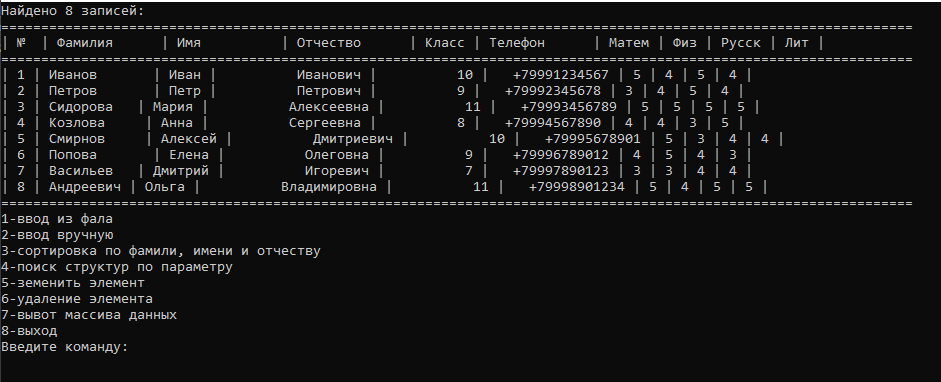 Найдено 8 записей:
==================================================================================================================
| №  | Фамилия      | Имя            | Отчество      | Класс | Телефон        | Матем | Физ | Русск | Лит |
==================================================================================================================
| 1 | Иванов       | Иван |          Иванович |          10 |   +79991234567 | 5 | 4 | 5 | 4 |
| 2 | Петров       | Петр |          Петрович |          9 |   +79992345678 | 3 | 4 | 5 | 4 |
| 3 | Сидорова   | Мария |          Алексеевна |          11 |   +79993456789 | 5 | 5 | 5 | 5 |
| 4 | Козлова     | Анна |          Сергеевна |          8 |   +79994567890 | 4 | 4 | 3 | 5 |
| 5 | Смирнов     | Алексей |          Дмитриевич |          10 |   +79995678901 | 5 | 3 | 4 | 4 |
| 6 | Попова       | Елена |          Олеговна |          9 |   +79996789012 | 4 | 5 | 4 | 3 |
| 7 | Васильев   | Дмитрий |          Игоревич |          7 |   +79997890123 | 3 | 3 | 4 | 4 |
| 8 | Андреевич | Ольга |          Владимировна |          11 |   +79998901234 | 5 | 4 | 5 | 5 |
==================================================================================================================
1-ввод из фала
2-ввод вручную
3-сортировка по фамили, имени и отчеству
4-поиск структур по параметру
5-земенить элемент
6-удаление элемента
7-вывот массива данных
8-выход
Введите команду: